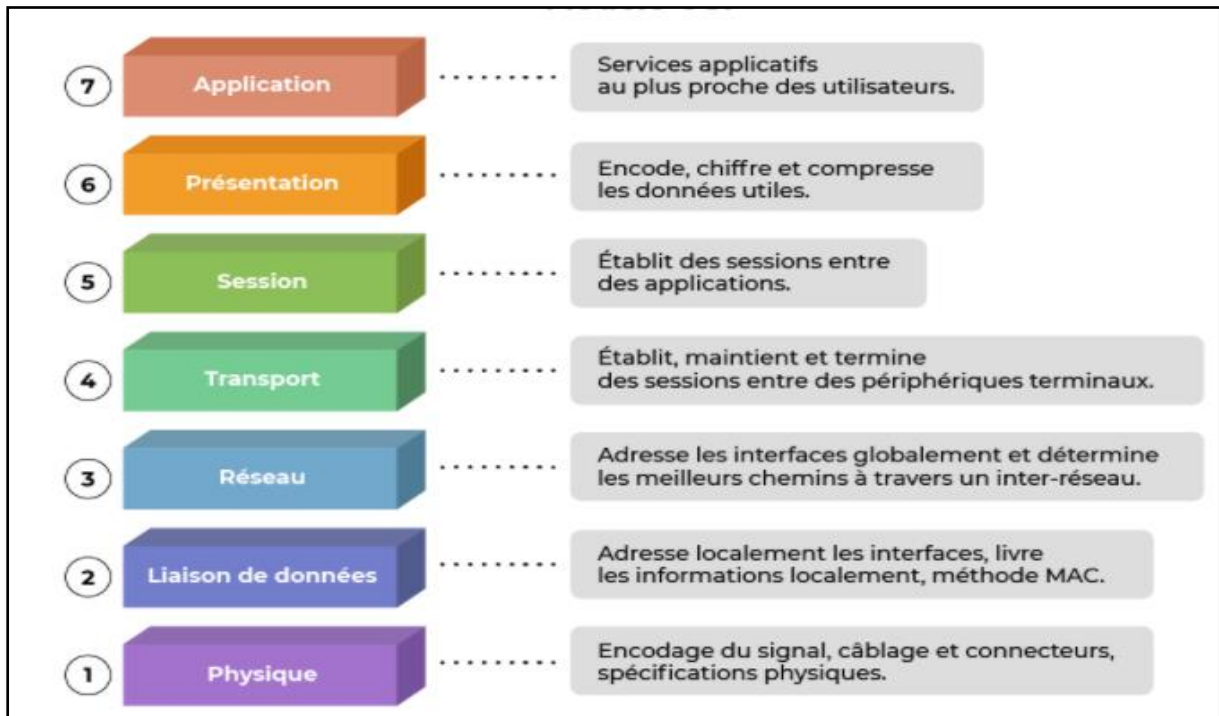 7
Application
Services applicatifs
au plus proche des utilisateurs.
6
Présentation
Encode, chiffre et compresse
les données utiles.
5
Session
Établit des sessions entre
des applications.
4
Transport
Établit, maintient et termine
des sessions entre des périphériques terminaux.
3
Réseau
Adresse les interfaces globalement et détermine
les meilleurs chemins à travers un inter-réseau.
2
Liaison de données
Adresse localement les interfaces, livre
les informations localement, méthode MAC.
1
Physique
Encodage du signal, câblage et connecteurs,
spécifications physiques.